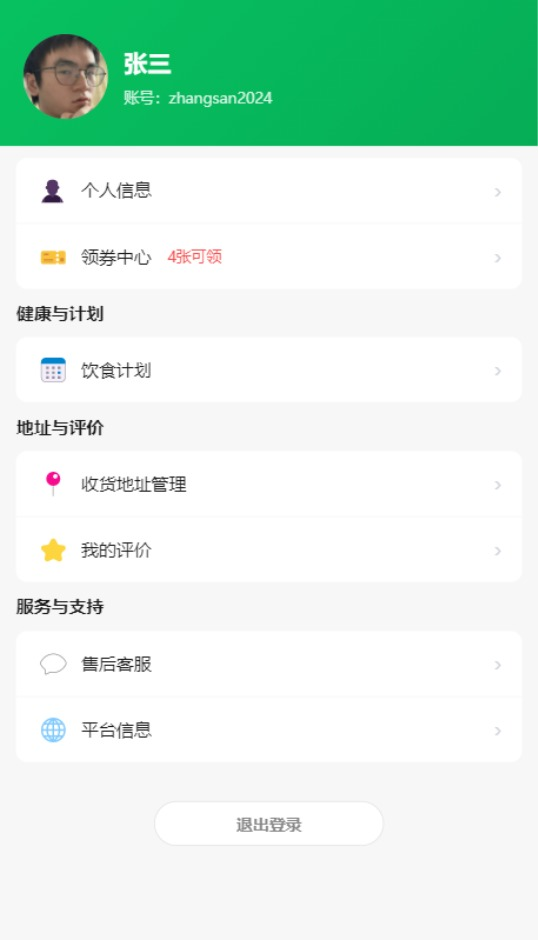 张三
账号：zhangsan2024
个人信息
领券中心 4张可领
健康与计划
饮食计划
地址与评价
收货地址管理
我的评价
服务与支持
售后客服
平台信息
退出登录